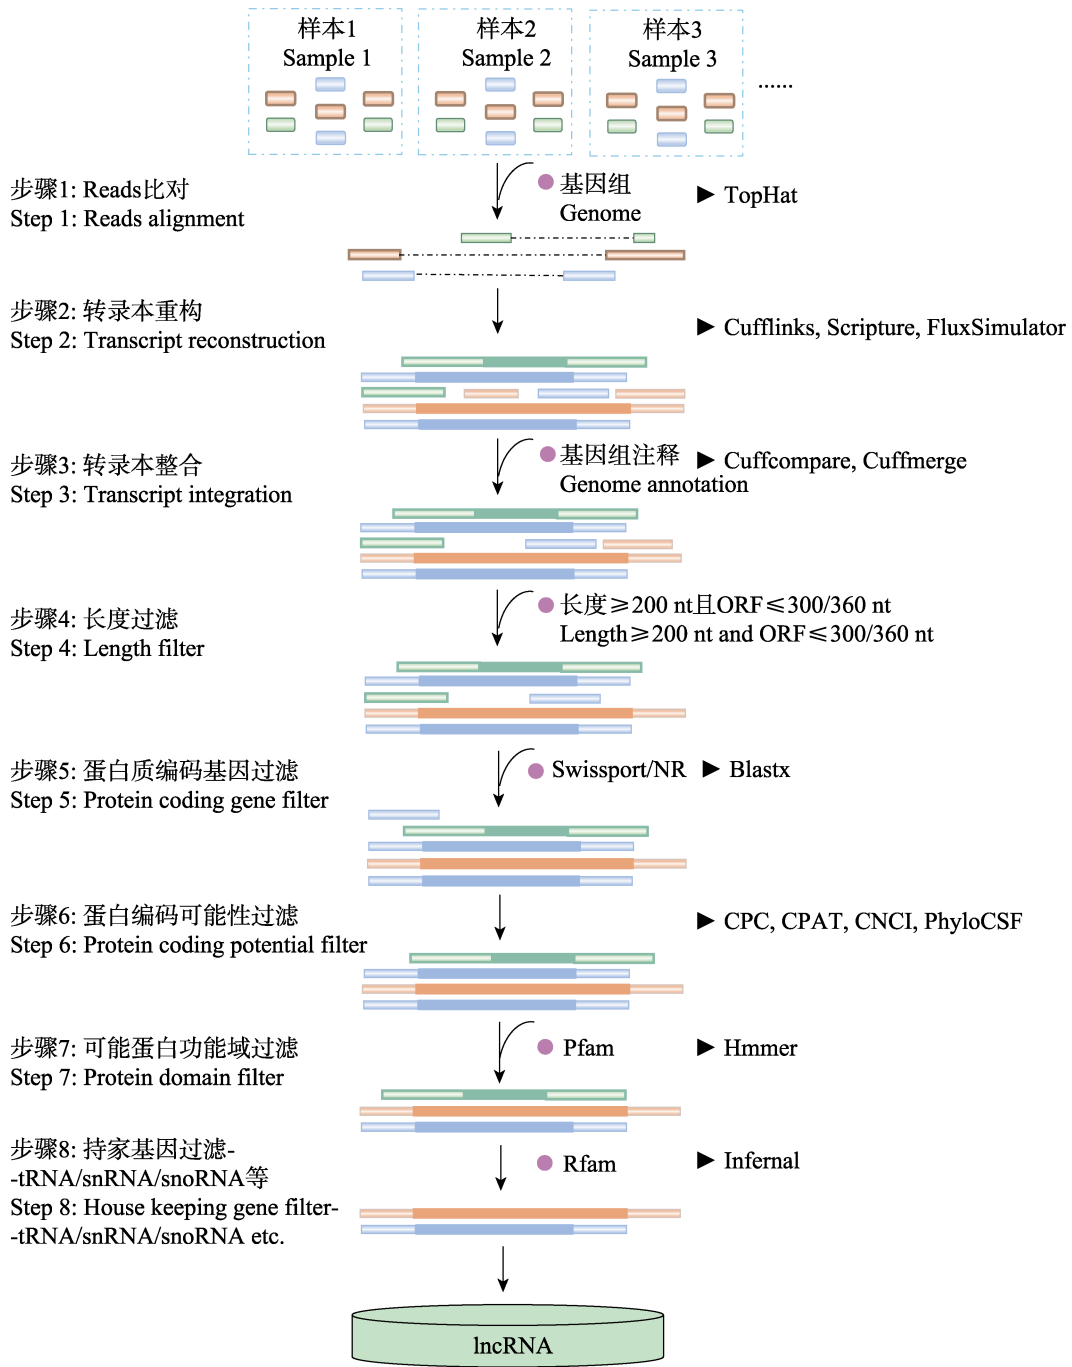 样本1
Sample 1
样本2
Sample 2
样本3
Sample 3
......
步骤1: Reads比对
Step 1: Reads alignment
基因组
Genome
TopHat
步骤2: 转录本重构
Step 2: Transcript reconstruction
Cufflinks, Scripture, FluxSimulator
步骤3: 转录本整合
Step 3: Transcript integration
基因组注释
Genome annotation
Cuffcompare, Cuffmerge
步骤4: 长度过滤
Step 4: Length filter
长度≥200 nt且ORF≤300/360 nt
Length≥200 nt and ORF≤300/360 nt
步骤5: 蛋白质编码基因过滤
Step 5: Protein coding gene filter
Swissport/NR
Blastx
步骤6: 蛋白编码可能性过滤
Step 6: Protein coding potential filter
CPC, CPAT, CNCI, PhyloCSF
步骤7: 可能蛋白功能域过滤
Step 7: Protein domain filter
Pfam
Hmmer
步骤8: 持家基因过滤-
-tRNA/snRNA/snoRNA等
Step 8: House keeping gene filter-
-tRNA/snRNA/snoRNA etc.
Rfam
Infernal
lncRNA